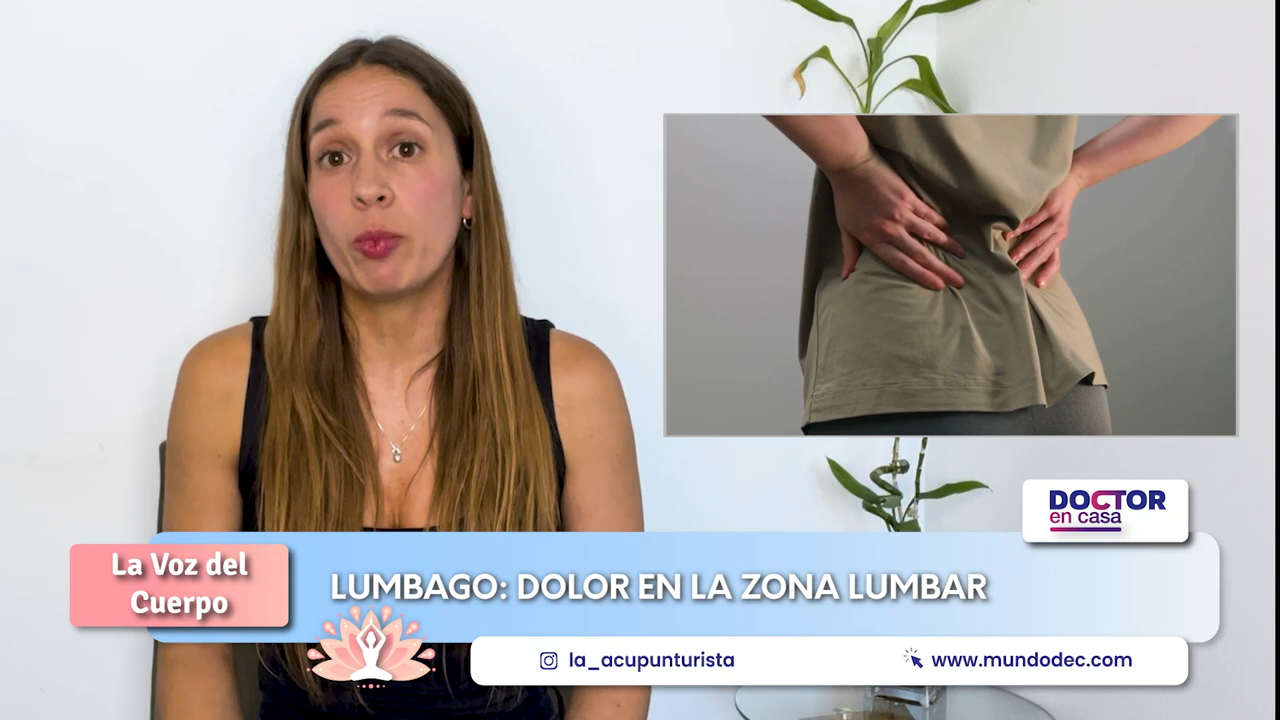 DOCTOR
en casa
La Voz del
Cuerpo
LUMBAGO: DOLOR EN LA ZONA LUMBAR
la_acupunturista
www.mundodec.com